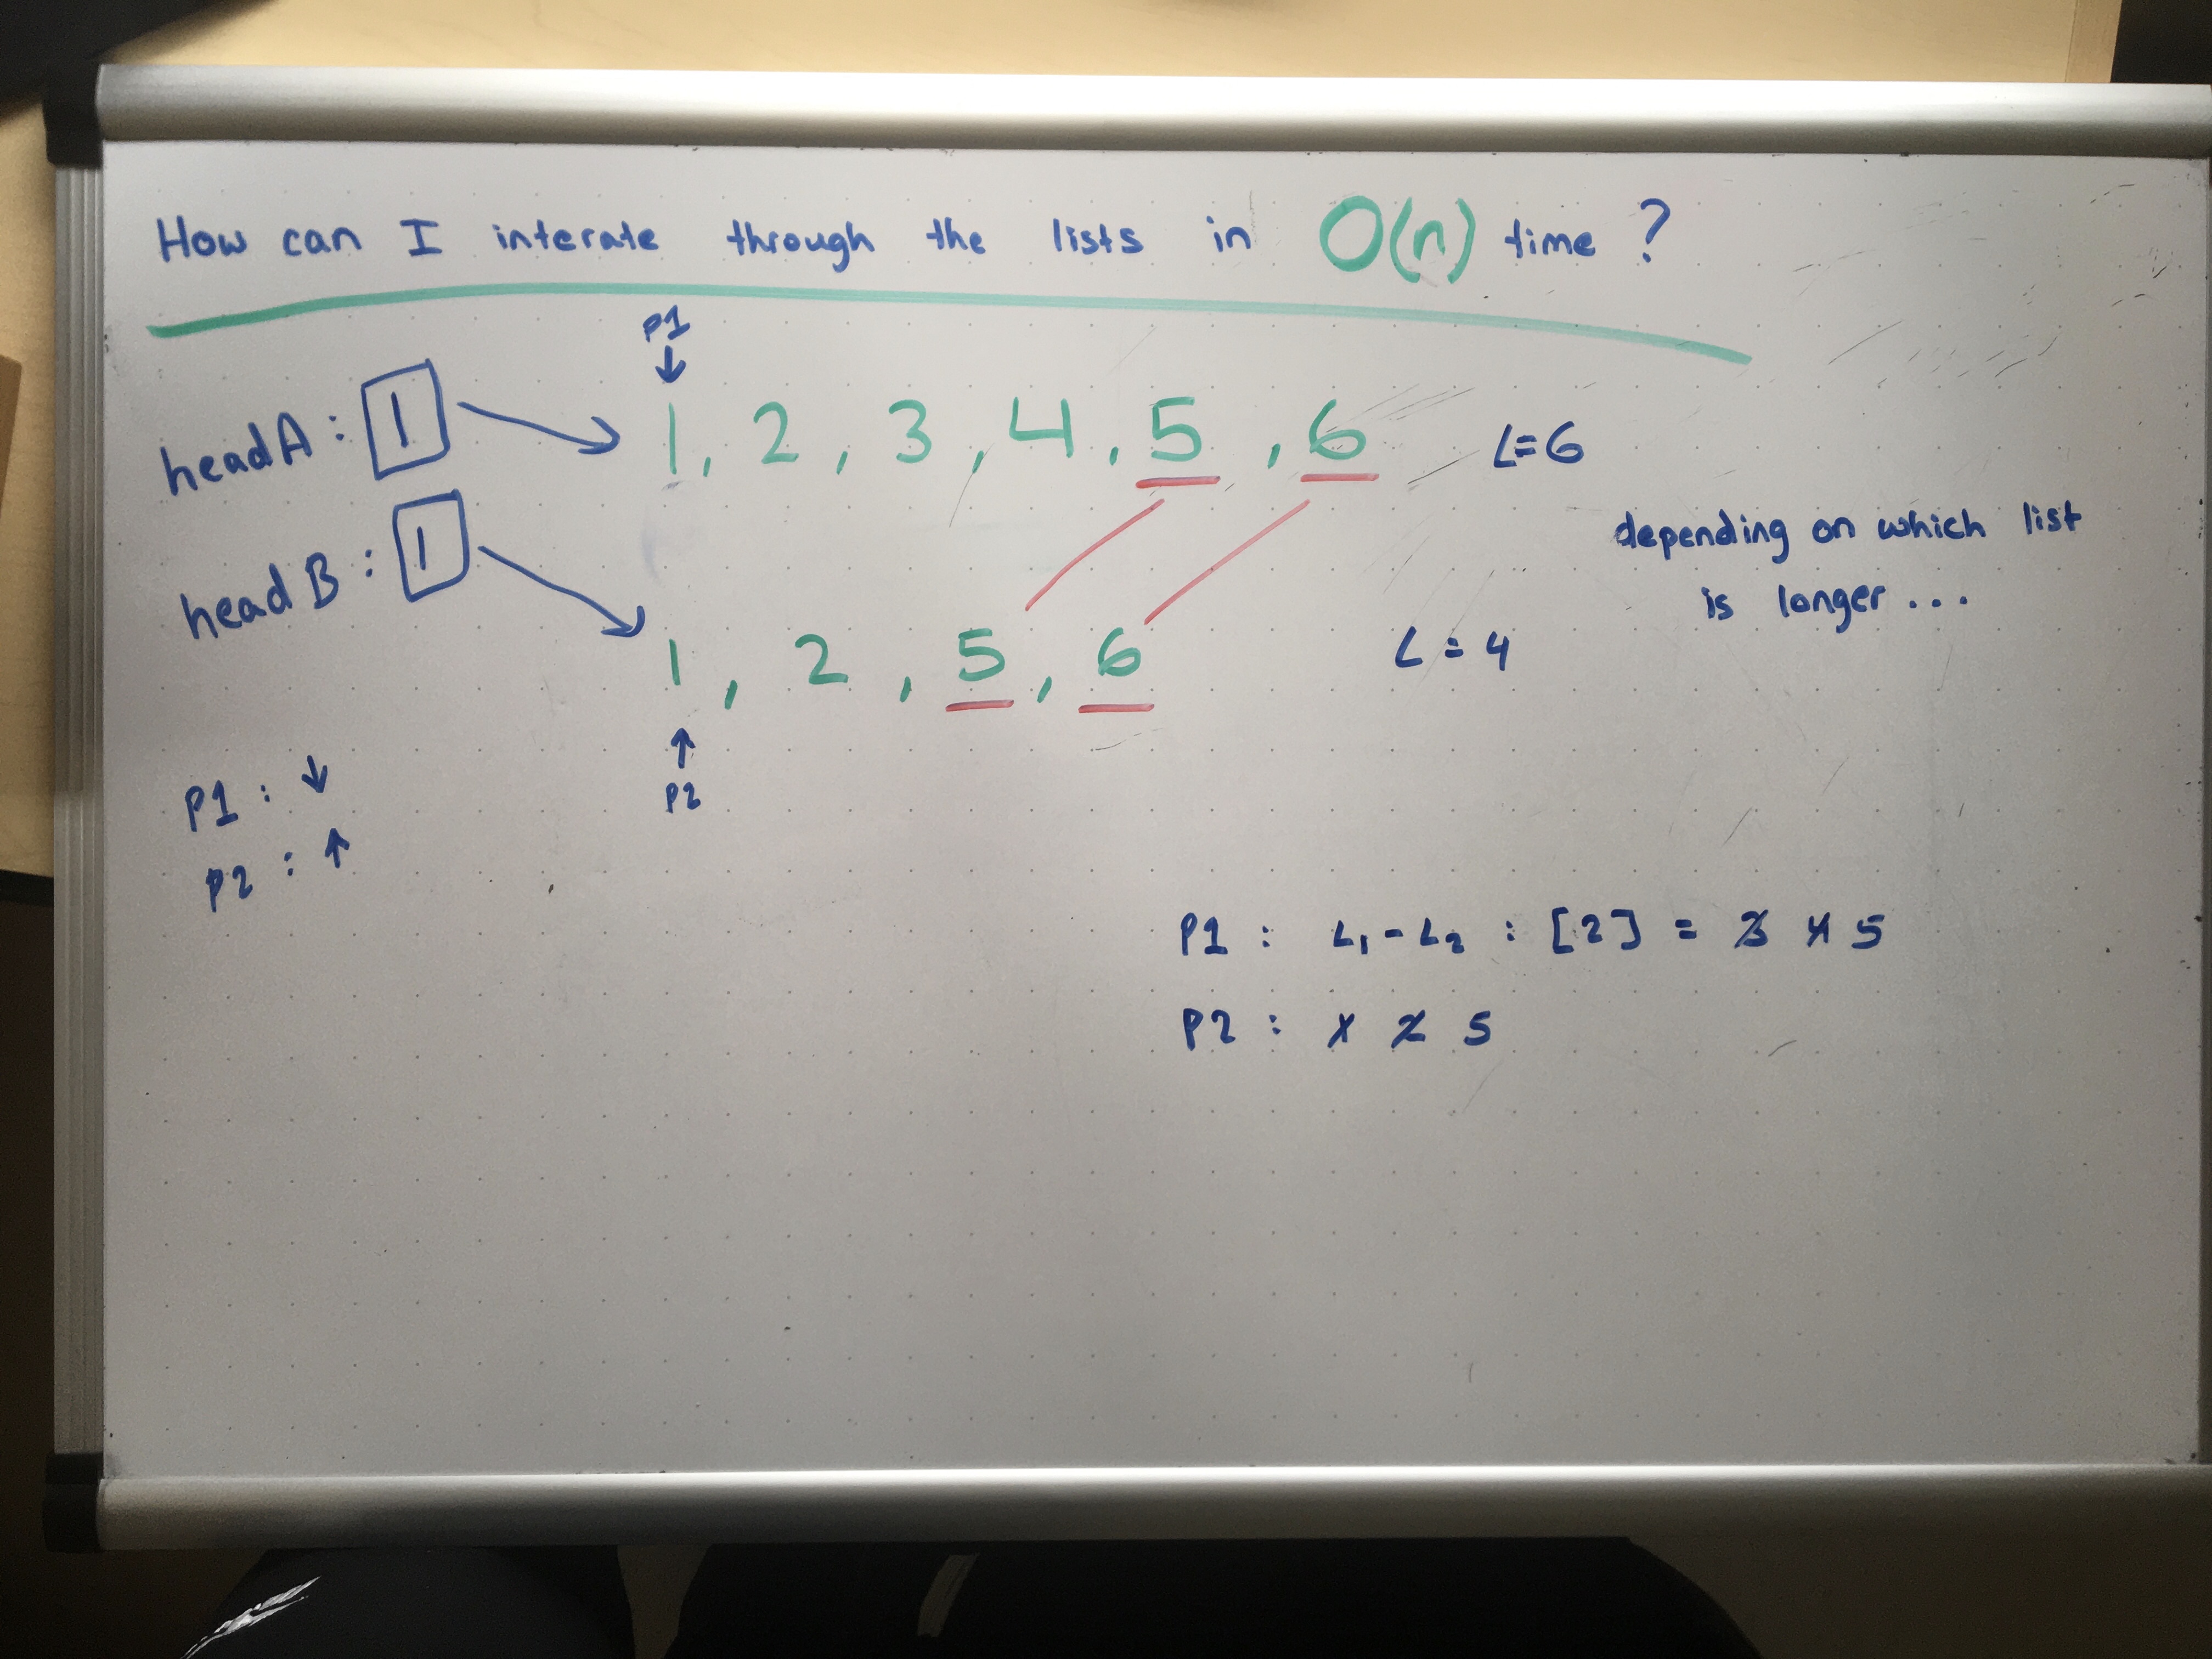 How can I interate through the lists in O(n) time ?
P1
headA : 1 1, 2, 3, 4, 5, 6 L=6
depending on which list
is longer ...
headB : 1 1, 2, 5, 6 L = 4
P2
P1 : ↓
P2 : ↑
P1 : L1 - L2 : [2] = 3 4 5
P2 : 1 2 5